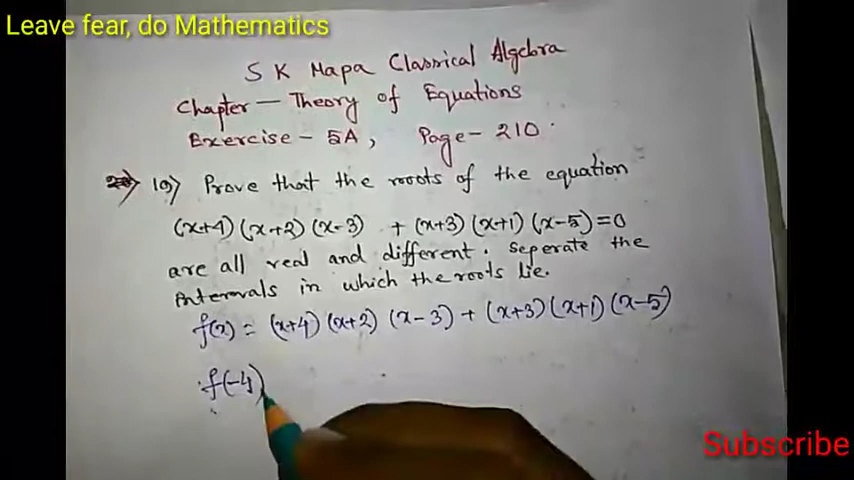 Leave fear, do Mathematics
S K Mapa Classical Algebra
Chapter — Theory of Equations
Exercise - 5A, Page - 210.
19) Prove that the roots of the equation
(x+4)(x+2)(x-3) + (x+3)(x+1)(x-5)=0
are all real and different. Seperate the
intervals in which the roots lie.
f(x) = (x+4)(x+2)(x-3)+(x+3)(x+1)(x-5)
f(-4)
Subscribe